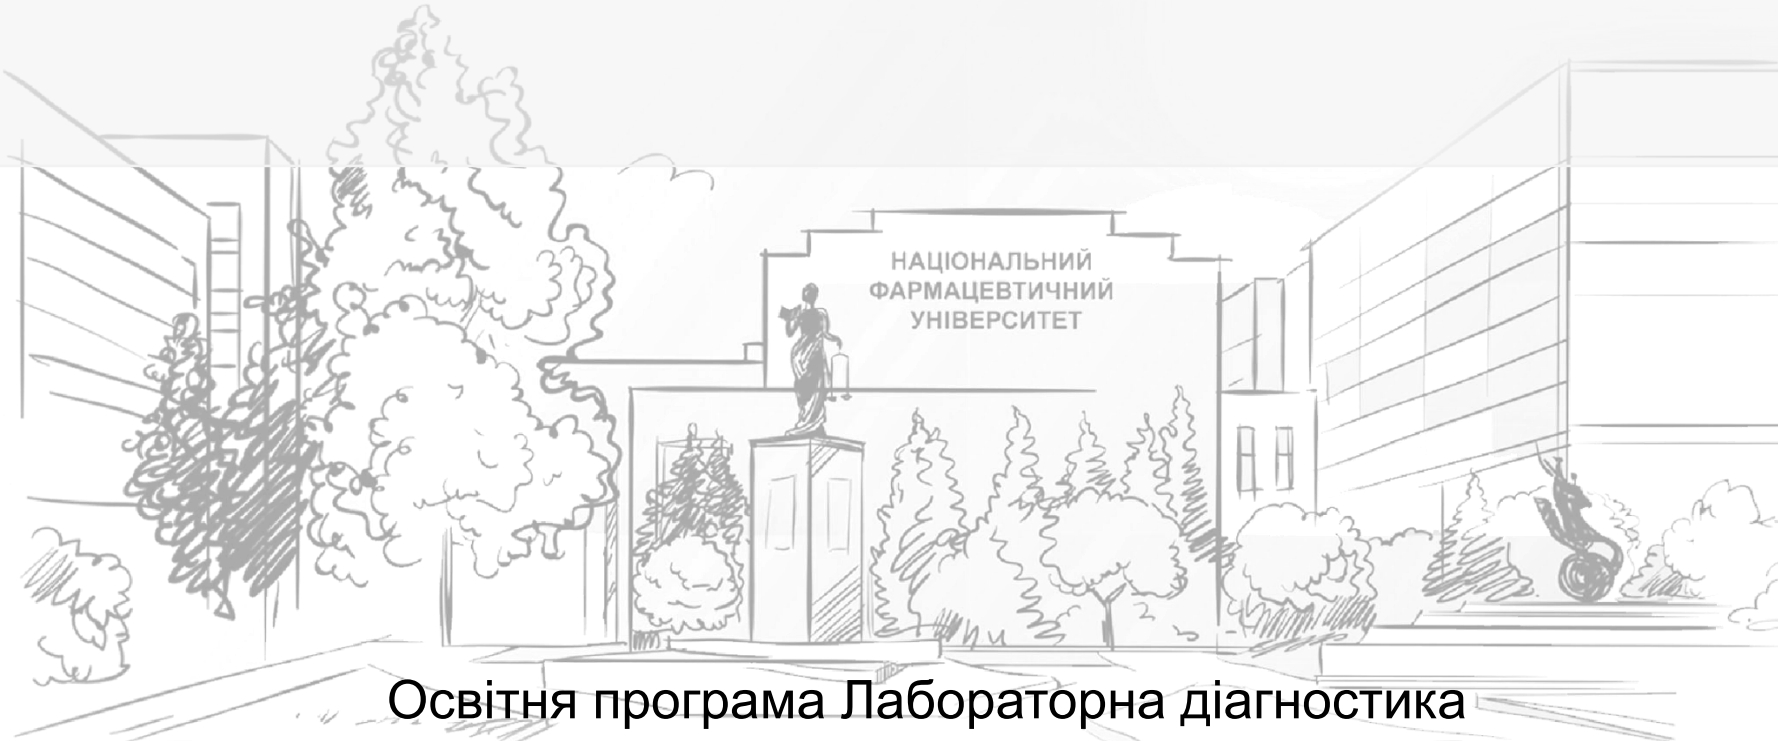 НАЦІОНАЛЬНИЙ
ФАРМАЦЕВТИЧНИЙ
УНІВЕРСИТЕТ
Освітня програма Лабораторна діагностика